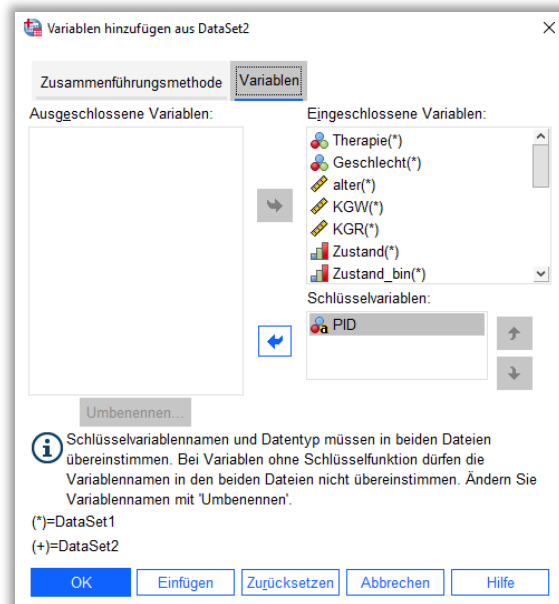 Variablen hinzufügen aus DataSet2
Zusammenführungsmethode
Variablen
Ausgeschlossene Variablen:
Eingeschlossene Variablen:
Therapie(*)
Geschlecht(*)
alter(*)
KGW(*)
KGR(*)
Zustand(*)
Zustand_bin(*)
Schlüsselvariablen:
a PID
Umbenennen...
Schlüsselvariablennamen und Datentyp müssen in beiden Dateien
übereinstimmen. Bei Variablen ohne Schlüsselfunktion dürfen die
Variablennamen in den beiden Dateien nicht übereinstimmen. Ändern Sie
Variablennamen mit 'Umbenennen'.
(*)=DataSet1
(+)=DataSet2
OK
Einfügen
Zurücksetzen
Abbrechen
Hilfe